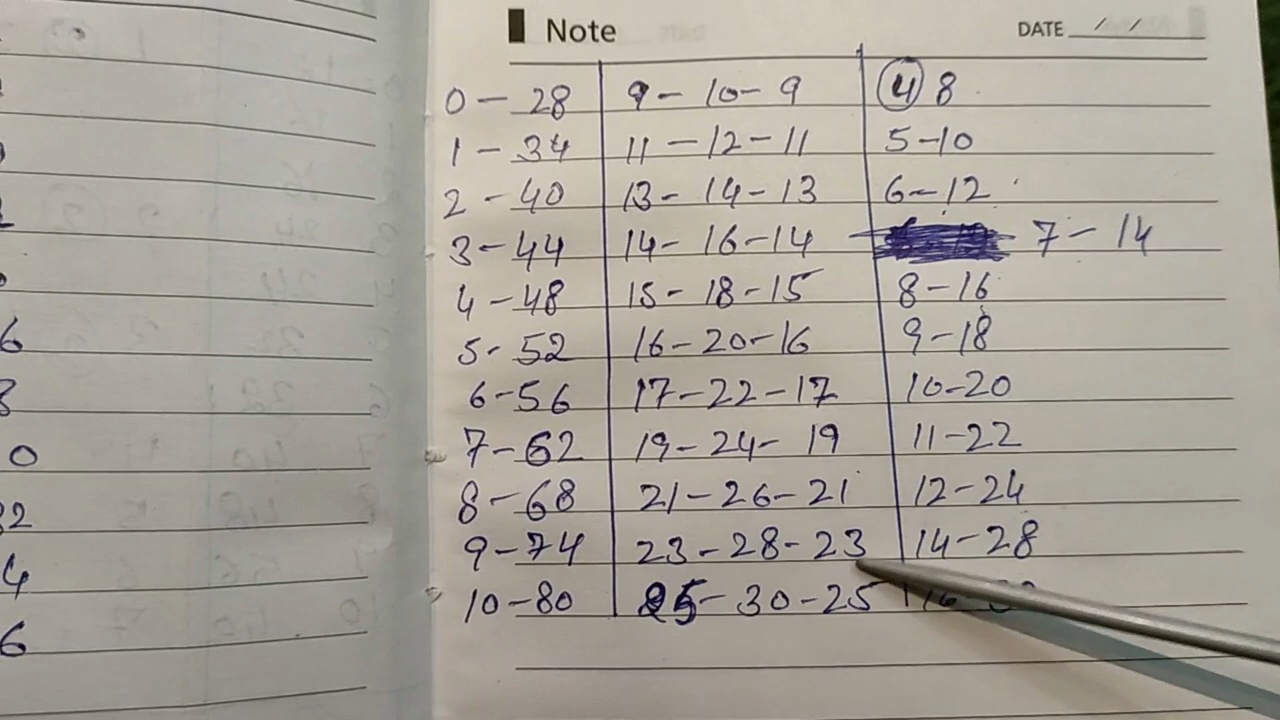 Note DATE / /
0 - 28 9 - 10 - 9 4 8
1 - 34 11 - 12 - 11 5 - 10
2 - 40 13 - 14 - 13 6 - 12
3 - 44 14 - 16 - 14 7 - 14
4 - 48 15 - 18 - 15 8 - 16
5 - 52 16 - 20 - 16 9 - 18
6 - 56 17 - 22 - 17 10 - 20
7 - 62 19 - 24 - 19 11 - 22
8 - 68 21 - 26 - 21 12 - 24
9 - 74 23 - 28 - 23 14 - 28
10 - 80 25 - 30 - 25